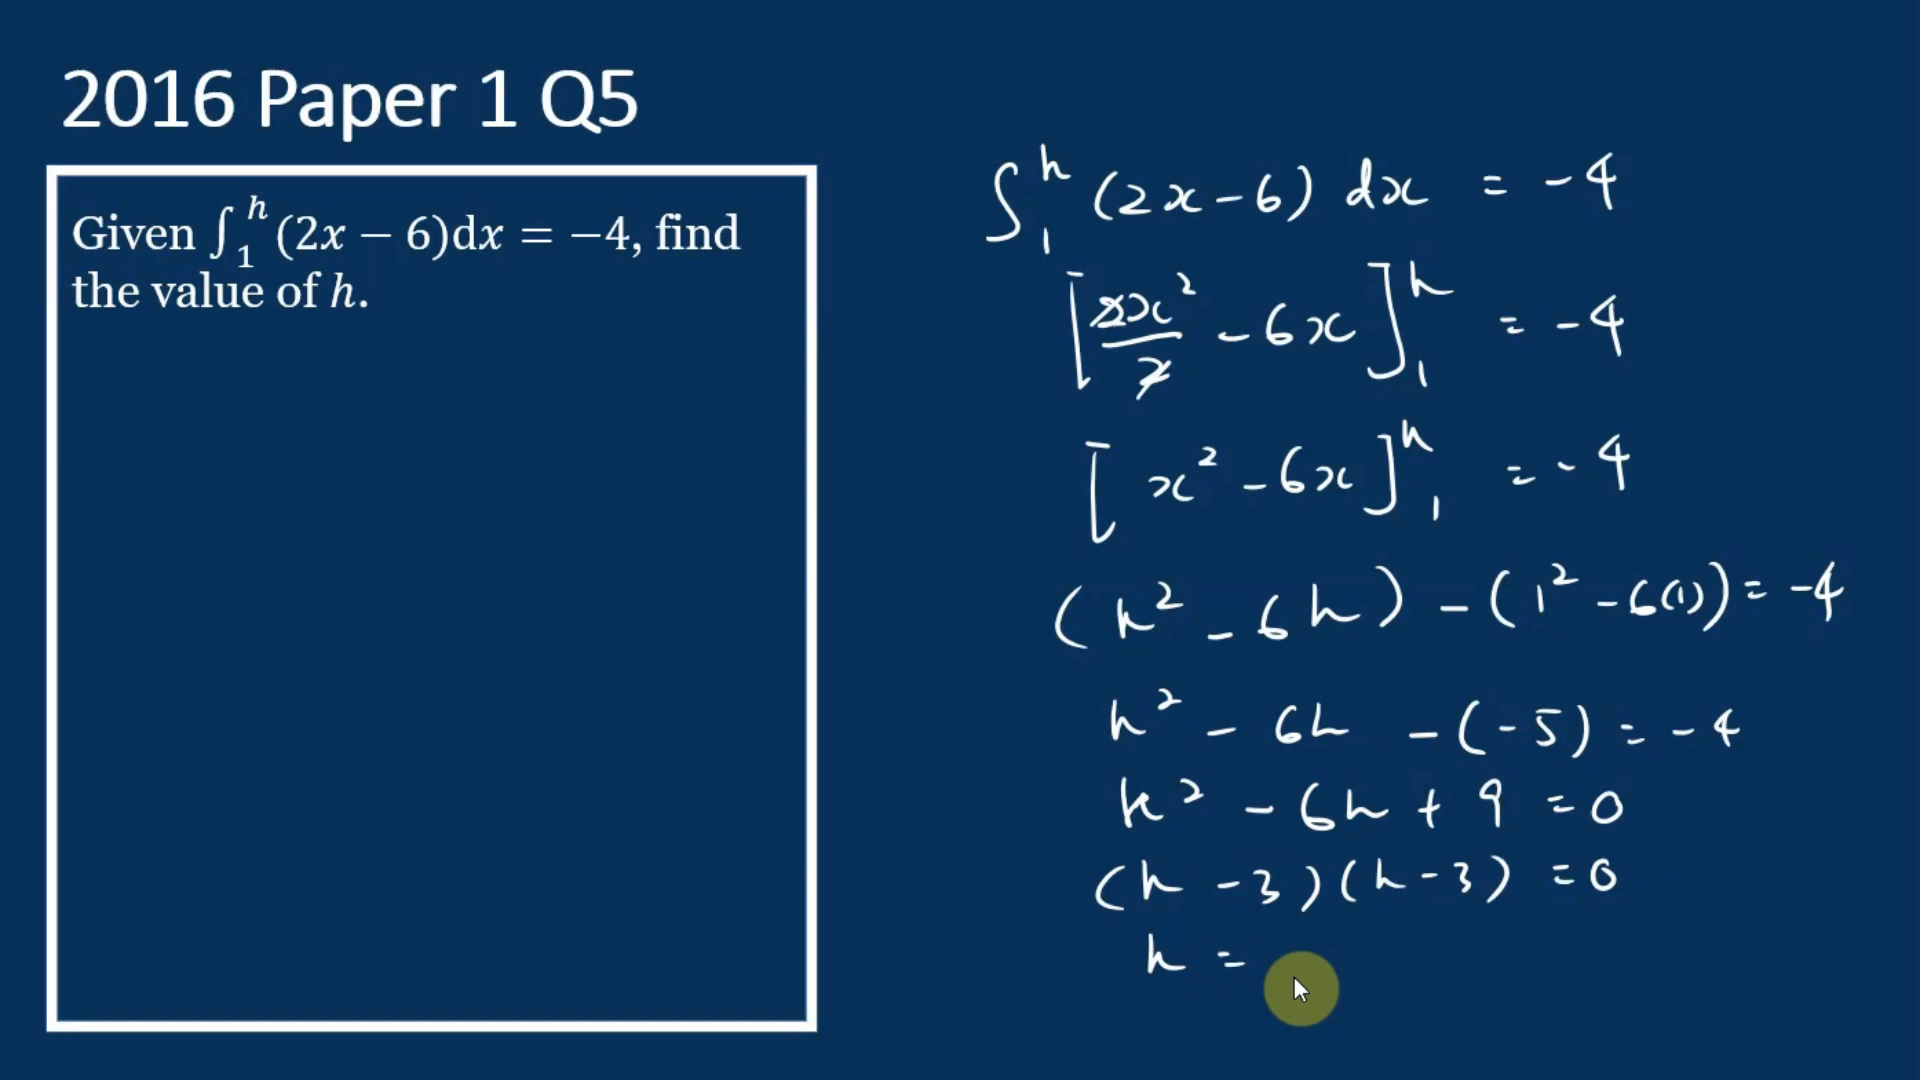 2016 Paper 1 Q5
Given ∫₁ʰ (2x − 6)dx = −4, find
the value of h.
∫₁ʰ (2x − 6) dx = −4
[2x²/2 − 6x]₁ʰ = −4
[x² − 6x]₁ʰ = −4
(h² − 6h) − (1² − 6(1)) = −4
h² − 6h − (−5) = −4
h² − 6h + 9 = 0
(h − 3)(h − 3) = 0
h =